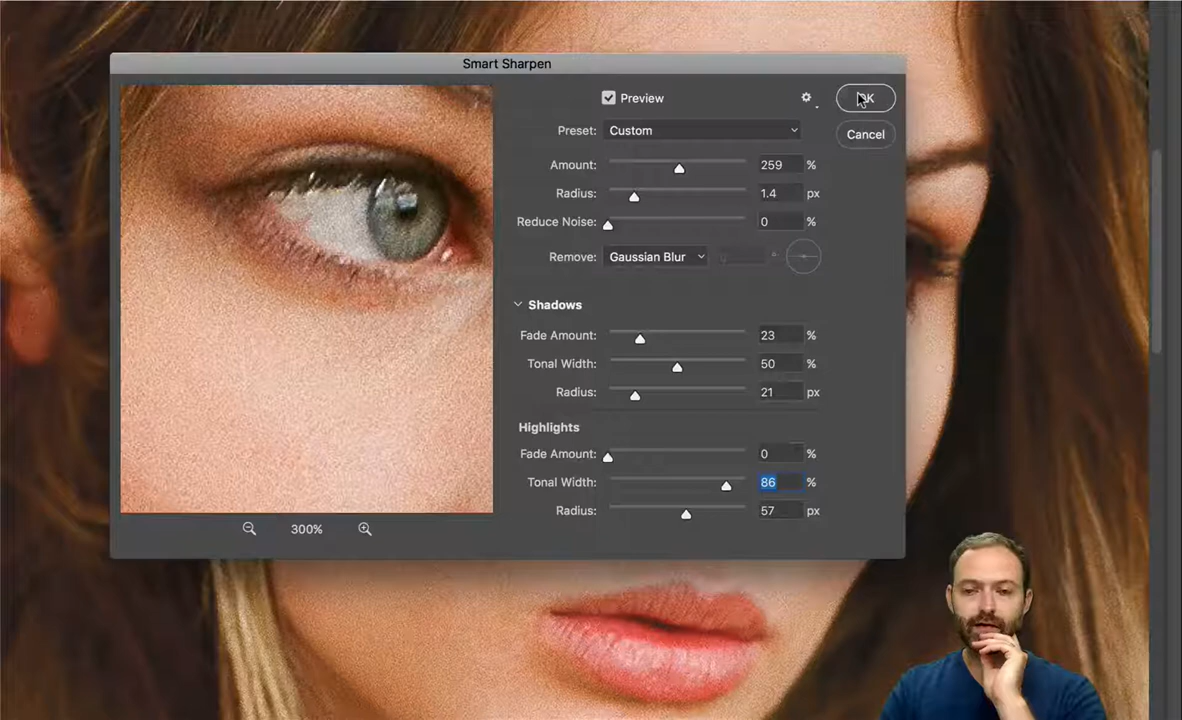 Smart Sharpen
Preview
OK
Preset: Custom
Cancel
Amount: 259 %
Radius: 1.4 px
Reduce Noise: 0 %
Remove: Gaussian Blur
Shadows
Fade Amount: 23 %
Tonal Width: 50 %
Radius: 21 px
Highlights
Fade Amount: 0 %
Tonal Width: 86 %
Radius: 57 px
300%